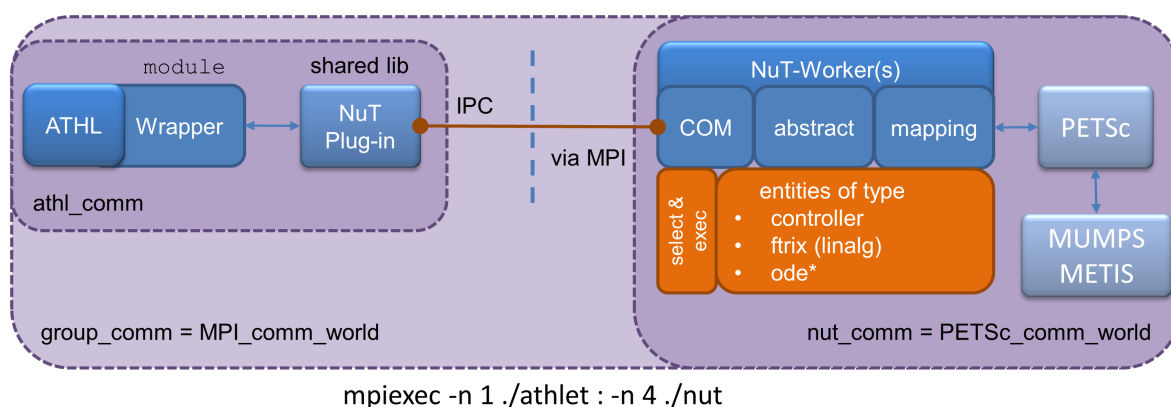 module
shared lib
ATHL
Wrapper
NuT
Plug-in
athl_comm
IPC
via MPI
NuT-Worker(s)
COM
abstract
mapping
select &
exec
entities of type
• controller
• ftrix (linalg)
• ode*
PETSc
MUMPS
METIS
group_comm = MPI_comm_world
nut_comm = PETSc_comm_world
mpiexec -n 1 ./athlet : -n 4 ./nut